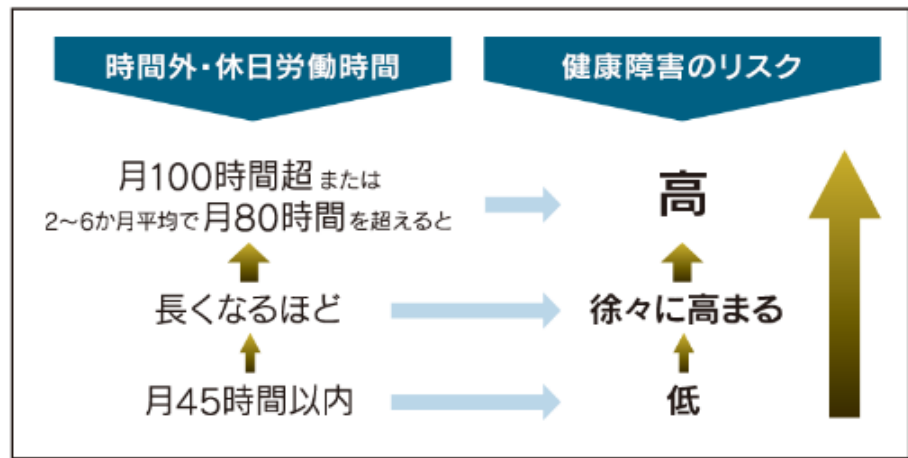 時間外・休日労働時間
健康障害のリスク
月100時間超 または
2〜6か月平均で月80時間を超えると
高
長くなるほど
徐々に高まる
月45時間以内
低